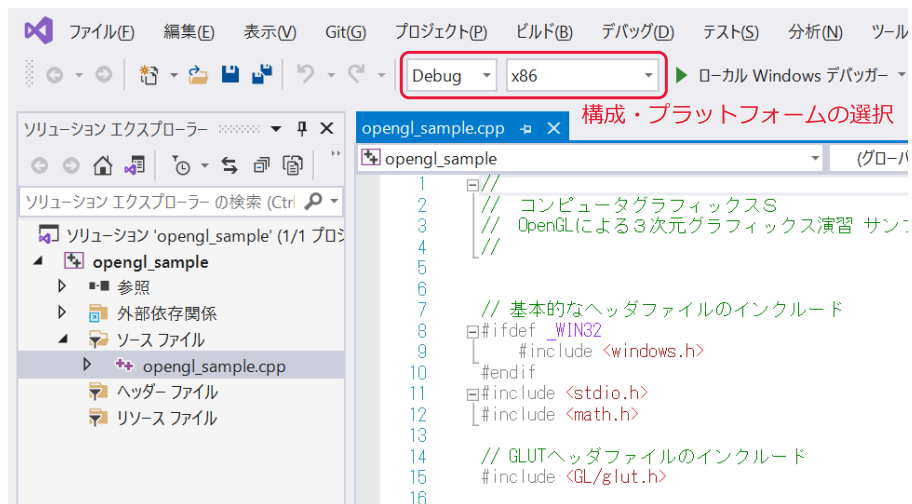 ファイル(F) 編集(E) 表示(V) Git(G) プロジェクト(P) ビルド(B) デバッグ(D) テスト(S) 分析(N) ツール
Debug x86 ローカル Windows デバッガー
構成・プラットフォームの選択
ソリューション エクスプローラー
ソリューション エクスプローラー の検索 (Ctrl
ソリューション 'opengl_sample' (1/1 プロジ
opengl_sample
参照
外部依存関係
ソース ファイル
opengl_sample.cpp
ヘッダー ファイル
リソース ファイル
opengl_sample.cpp
opengl_sample (グローバ
1 //
2 // コンピュータグラフィックスＳ
3 // OpenGLによる３次元グラフィックス演習 サンプ
4 //
5
6
7 // 基本的なヘッダファイルのインクルード
8 #ifdef _WIN32
9 #include <windows.h>
10 #endif
11 #include <stdio.h>
12 #include <math.h>
13
14 // GLUTヘッダファイルのインクルード
15 #include <GL/glut.h>
16